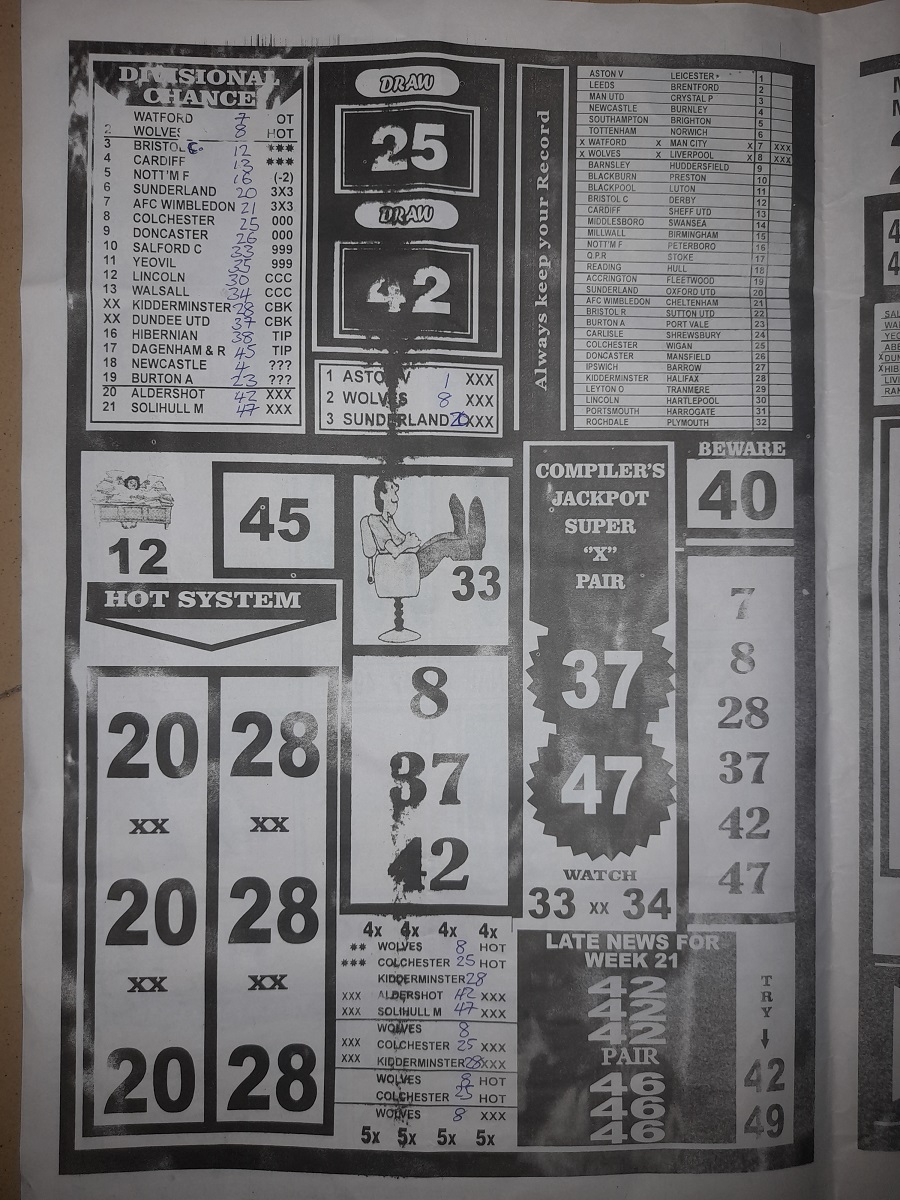 DIVISIONAL
CHANCE
WATFORD 7 HOT
2 WOLVES 8 HOT
3 BRISTOL C 12 ***
4 CARDIFF 13 ***
5 NOTT'M F 16 (-2)
6 SUNDERLAND 20 3X3
7 AFC WIMBLEDON 21 3X3
8 COLCHESTER 25 000
9 DONCASTER 26 000
10 SALFORD C 33 999
11 YEOVIL 35 999
12 LINCOLN 30 CCC
13 WALSALL 34 CCC
XX KIDDERMINSTER 28 CBK
XX DUNDEE UTD 37 CBK
16 HIBERNIAN 38 TIP
17 DAGENHAM & R 45 TIP
18 NEWCASTLE 4 ???
19 BURTON A 23 ???
20 ALDERSHOT 42 XXX
21 SOLIHULL M 47 XXX
DRAW
25
DRAW
42
1 ASTON V 1 XXX
2 WOLVES 8 XXX
3 SUNDERLAND 20 XXX
Always keep your Record
ASTON V LEICESTER 1
LEEDS BRENTFORD 2
MAN UTD CRYSTAL P 3
NEWCASTLE BURNLEY 4
SOUTHAMPTON BRIGHTON 5
TOTTENHAM NORWICH 6
X WATFORD X MAN CITY X 7 XXX
X WOLVES X LIVERPOOL X 8 XXX
BARNSLEY HUDDERSFIELD 9
BLACKBURN PRESTON 10
BLACKPOOL LUTON 11
BRISTOL C DERBY 12
CARDIFF SHEFF UTD 13
MIDDLESBORO SWANSEA 14
MILLWALL BIRMINGHAM 15
NOTT'M F PETERBORO 16
Q.P.R STOKE 17
READING HULL 18
ACCRINGTON FLEETWOOD 19
SUNDERLAND OXFORD UTD 20
AFC WIMBLEDON CHELTENHAM 21
BRISTOL R SUTTON UTD 22
BURTON A PORT VALE 23
CARLISLE SHREWSBURY 24
COLCHESTER WIGAN 25
DONCASTER MANSFIELD 26
IPSWICH BARROW 27
KIDDERMINSTER HALIFAX 28
LEYTON O TRANMERE 29
LINCOLN HARTLEPOOL 30
PORTSMOUTH HARROGATE 31
ROCHDALE PLYMOUTH 32
12
45
33
HOT SYSTEM
20 28
XX XX
20 28
XX XX
20 28
8
37
42
4x 4x 4x 4x
** WOLVES 8 HOT
*** COLCHESTER 25 HOT
KIDDERMINSTER 28
XXX ALDERSHOT 42 XXX
XXX SOLIHULL M 47 XXX
WOLVES 8
XXX COLCHESTER 25 XXX
XXX KIDDERMINSTER 28 XXX
WOLVES 8 HOT
COLCHESTER 25 HOT
WOLVES 8 XXX
5x 5x 5x 5x
COMPILER'S
JACKPOT
SUPER
"X"
PAIR
37
47
WATCH
33 XX 34
BEWARE
40
7
8
28
37
42
47
LATE NEWS FOR
WEEK 21
42
42
42
PAIR
46
46
46
TRY
42
49